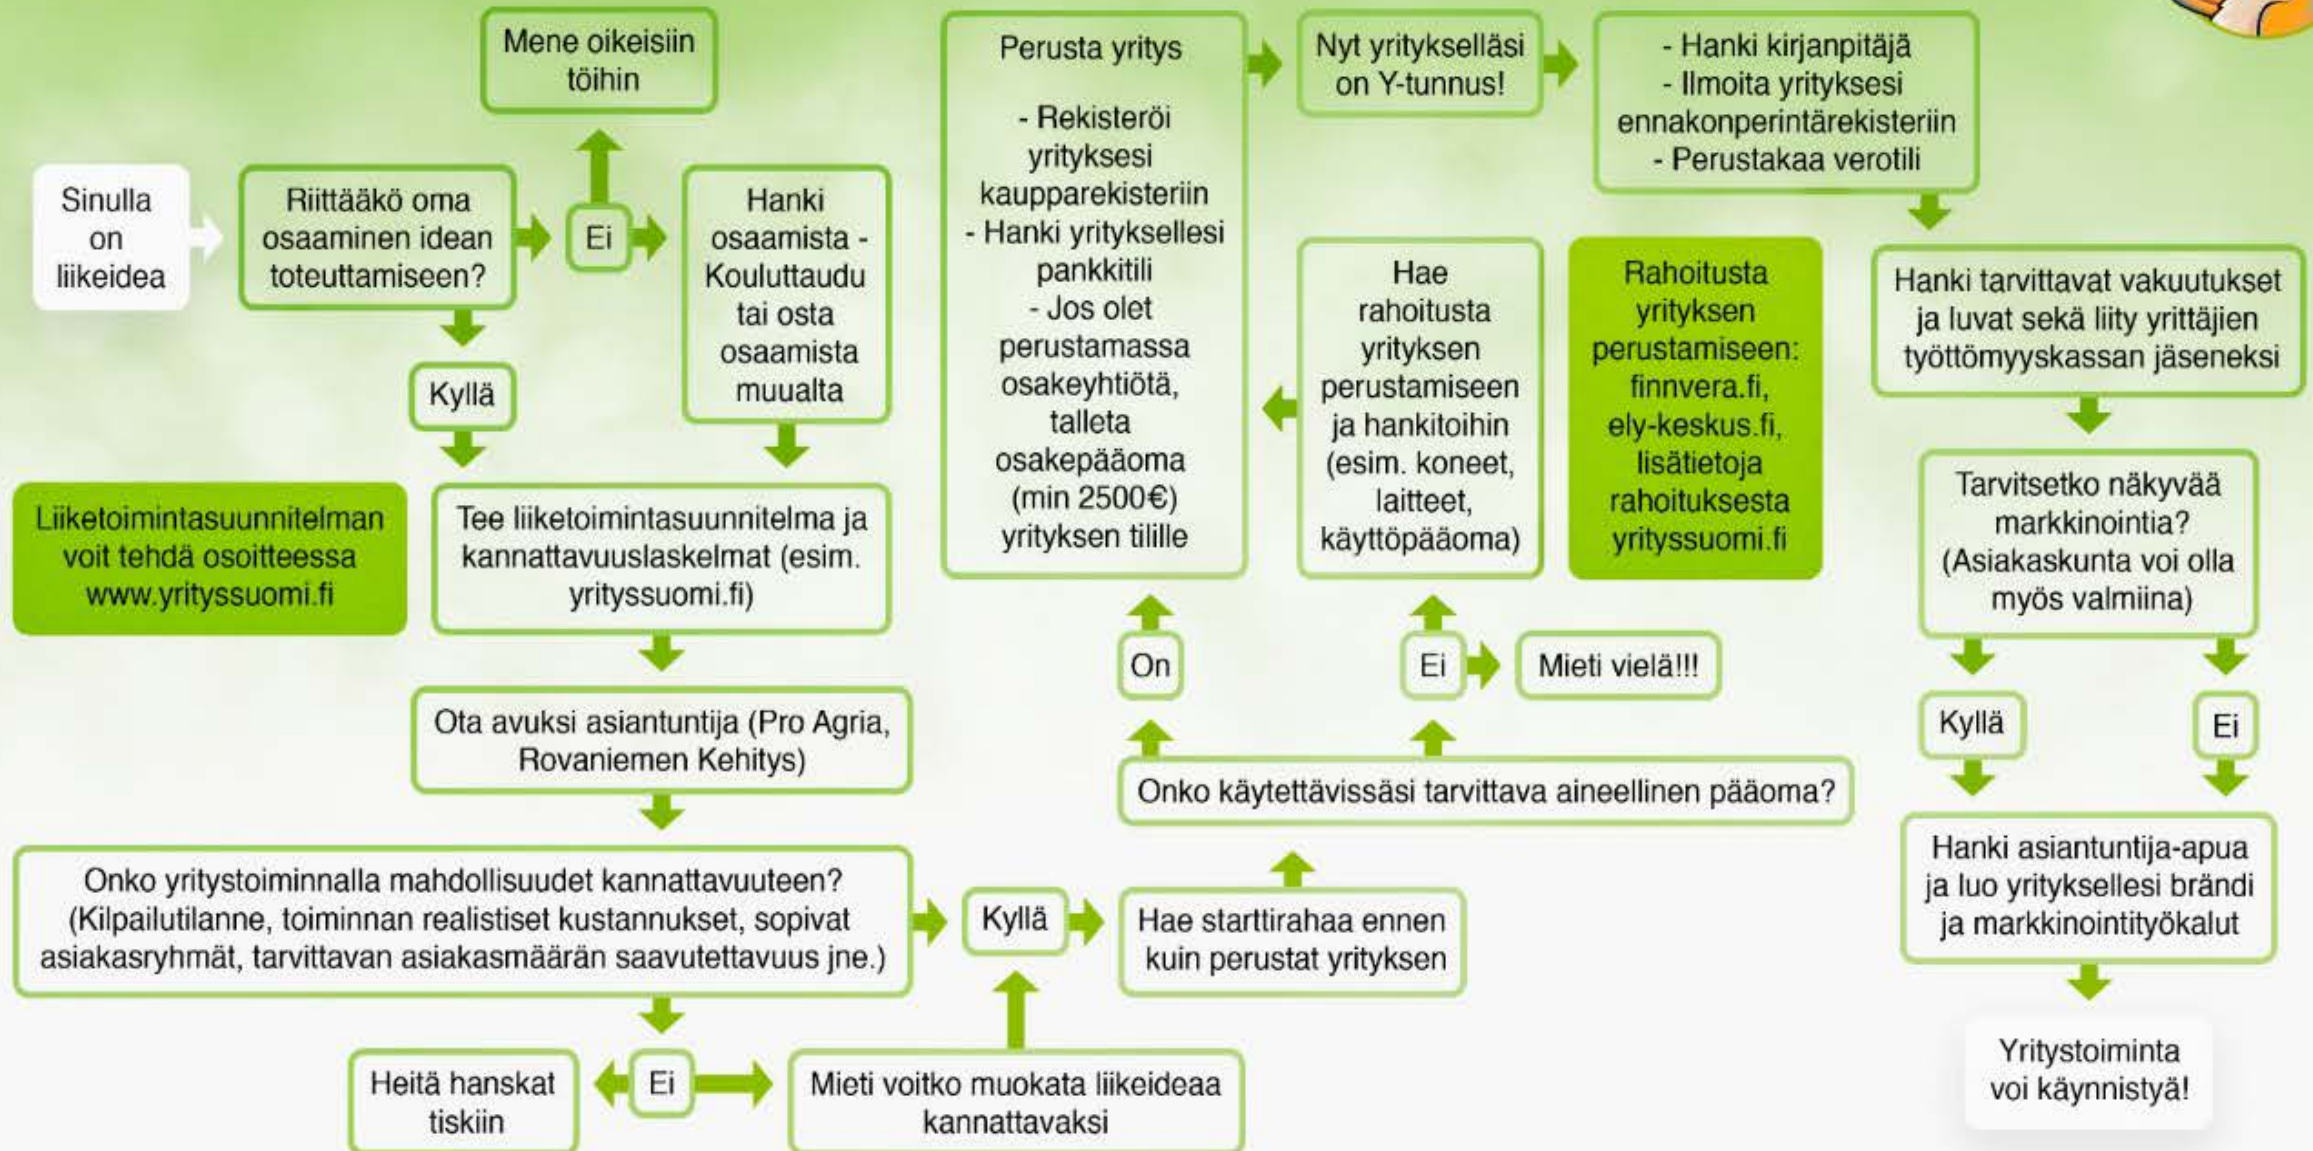 Mene oikeisiin
töihin
Sinulla
on
liikeidea
Riittääkö oma
osaaminen idean
toteuttamiseen?
Ei
Hanki
osaamista -
Kouluttaudu
tai osta
osaamista
muualta
Kyllä
Liiketoimintasuunnitelman
voit tehdä osoitteessa
www.yrityssuomi.fi
Tee liiketoimintasuunnitelma ja
kannattavuuslaskelmat (esim.
yrityssuomi.fi)
Ota avuksi asiantuntija (Pro Agria,
Rovaniemen Kehitys)
Onko yritystoiminnalla mahdollisuudet kannattavuuteen?
(Kilpailutilanne, toiminnan realistiset kustannukset, sopivat
asiakasryhmät, tarvittavan asiakasmäärän saavutettavuus jne.)
Ei
Heitä hanskat
tiskiin
Mieti voitko muokata liikeideaa
kannattavaksi
Kyllä
Hae starttirahaa ennen
kuin perustat yrityksen
Onko käytettävissäsi tarvittava aineellinen pääoma?
On
Ei
Mieti vielä!!!
Hae
rahoitusta
yrityksen
perustamiseen
ja hankitoihin
(esim. koneet,
laitteet,
käyttöpääoma)
Rahoitusta
yrityksen
perustamiseen:
finnvera.fi,
ely-keskus.fi,
lisätietoja
rahoituksesta
yrityssuomi.fi
Perusta yritys
- Rekisteröi
yrityksesi
kaupparekisteriin
- Hanki yrityksellesi
pankkitili
- Jos olet
perustamassa
osakeyhtiötä,
talleta
osakepääoma
(min 2500€)
yrityksen tilille
Nyt yritykselläsi
on Y-tunnus!
- Hanki kirjanpitäjä
- Ilmoita yrityksesi
ennakonperintärekisteriin
- Perustakaa verotili
Hanki tarvittavat vakuutukset
ja luvat sekä liity yrittäjien
työttömyyskassan jäseneksi
Tarvitsetko näkyvää
markkinointia?
(Asiakaskunta voi olla
myös valmiina)
Kyllä
Ei
Hanki asiantuntija-apua
ja luo yrityksellesi brändi
ja markkinointityökalut
Yritystoiminta
voi käynnistyä!